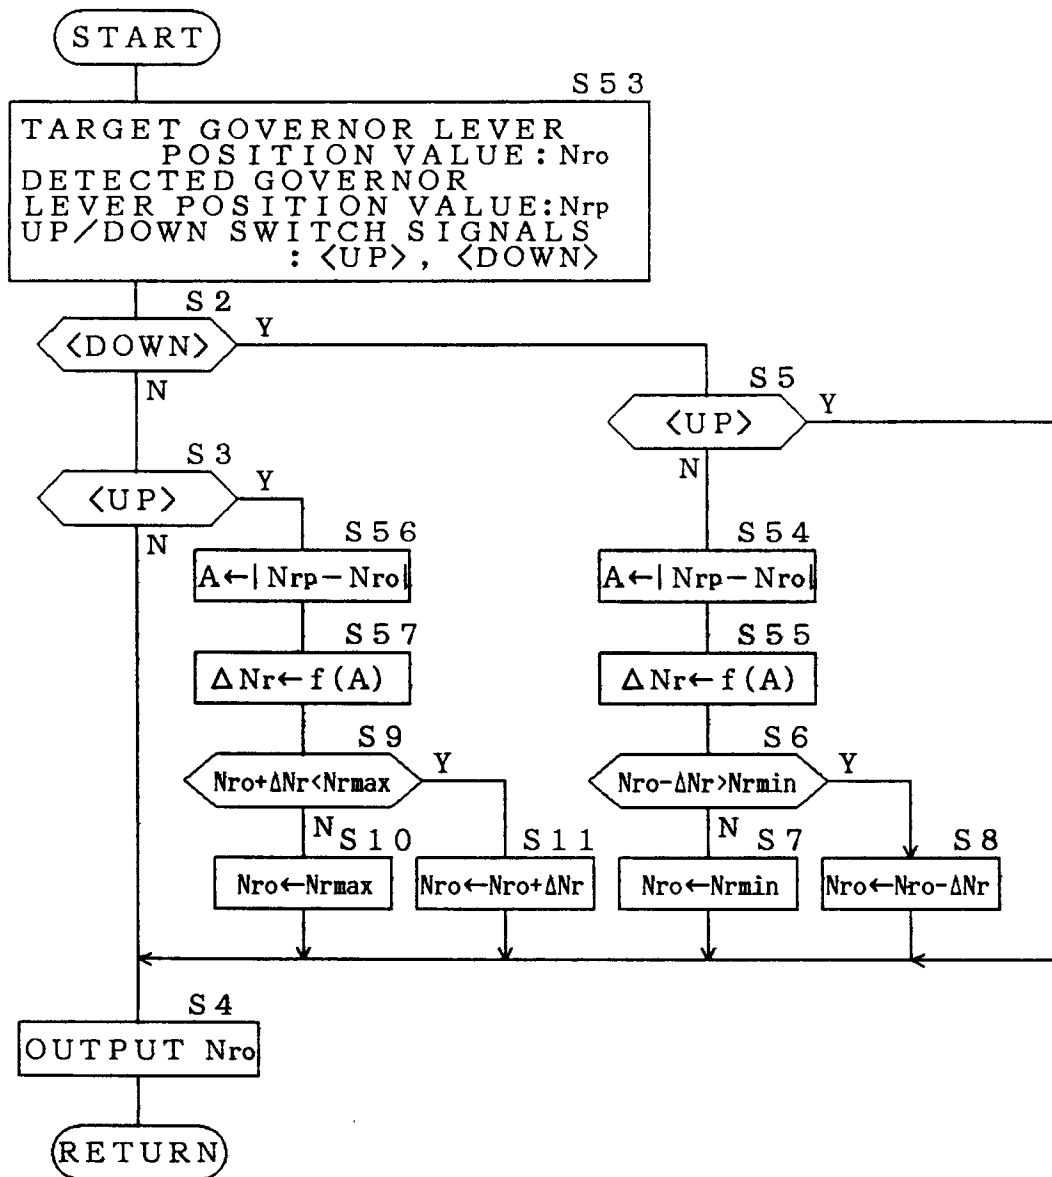 START
S53
TARGET GOVERNOR LEVER
POSITION VALUE:Nro
DETECTED GOVERNOR
LEVER POSITION VALUE:Nrp
UP/DOWN SWITCH SIGNALS
:<UP>, <DOWN>
S2
<DOWN>
Y
N
S5
<UP>
Y
N
S3
<UP>
Y
N
S56
A←|Nrp−Nro|
S54
A←|Nrp−Nro|
S57
ΔNr←f(A)
S55
ΔNr←f(A)
S9
Nro+ΔNr<Nrmax
Y
N
S6
Nro-ΔNr>Nrmin
Y
N
S10
Nro←Nrmax
S11
Nro←Nro+ΔNr
S7
Nro←Nrmin
S8
Nro←Nro-ΔNr
S4
OUTPUT Nro
RETURN